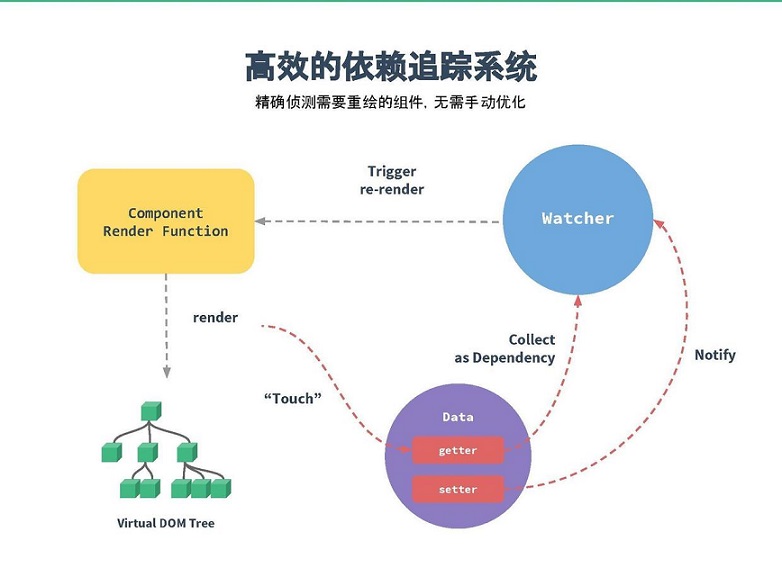 高效的依赖追踪系统
精确侦测需要重绘的组件, 无需手动优化
Trigger
re-render
Component
Render Function
Watcher
render
Collect
as Dependency
Notify
“Touch”
Data
getter
setter
Virtual DOM Tree